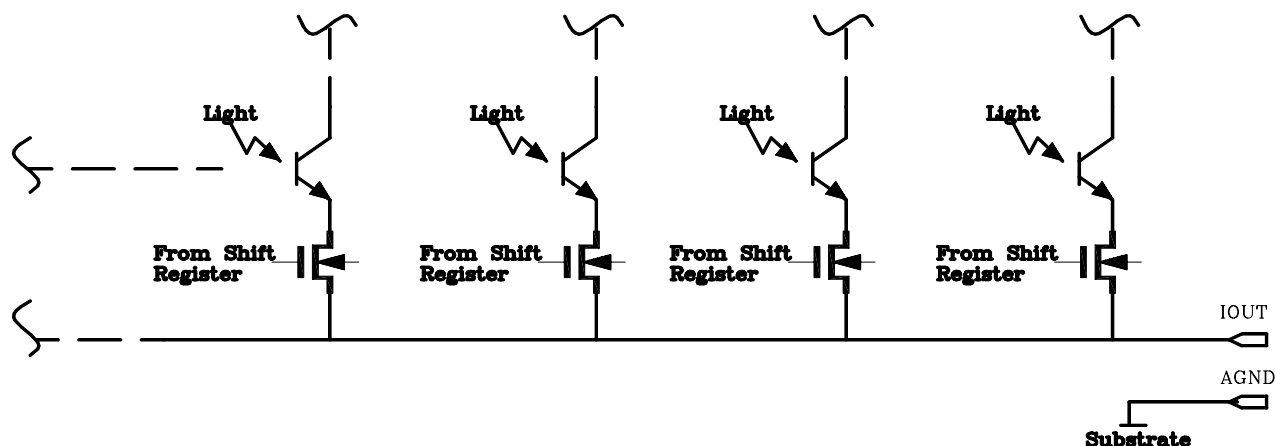 Light
Light
Light
Light
From Shift
Register
From Shift
Register
From Shift
Register
From Shift
Register
IOUT
AGND
Substrate